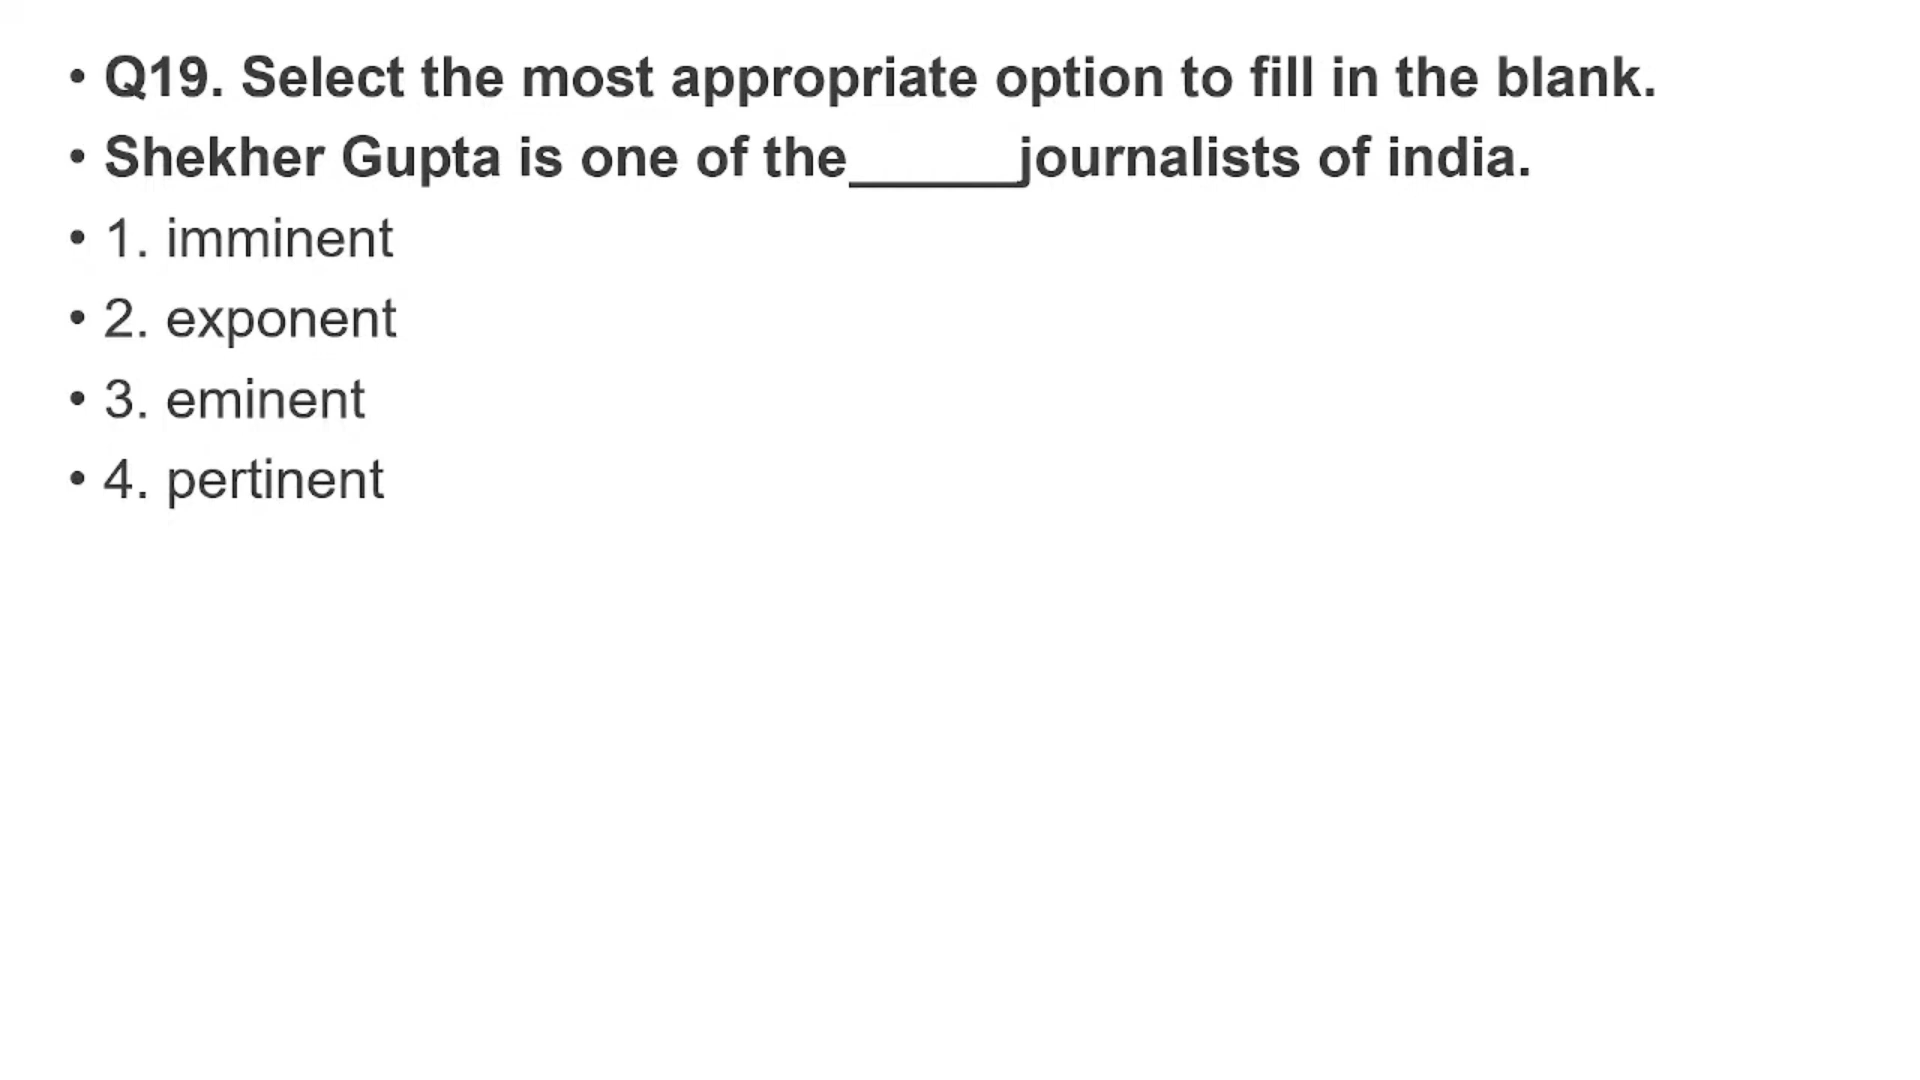 • Q19. Select the most appropriate option to fill in the blank.
• Shekher Gupta is one of the______journalists of india.
• 1. imminent
• 2. exponent
• 3. eminent
• 4. pertinent